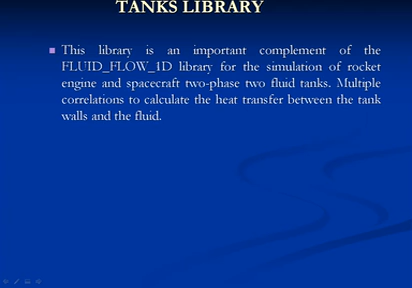 TANKS LIBRARY
This library is an important complement of the
FLUID_FLOW_1D library for the simulation of rocket
engine and spacecraft two-phase two fluid tanks. Multiple
correlations to calculate the heat transfer between the tank
walls and the fluid.